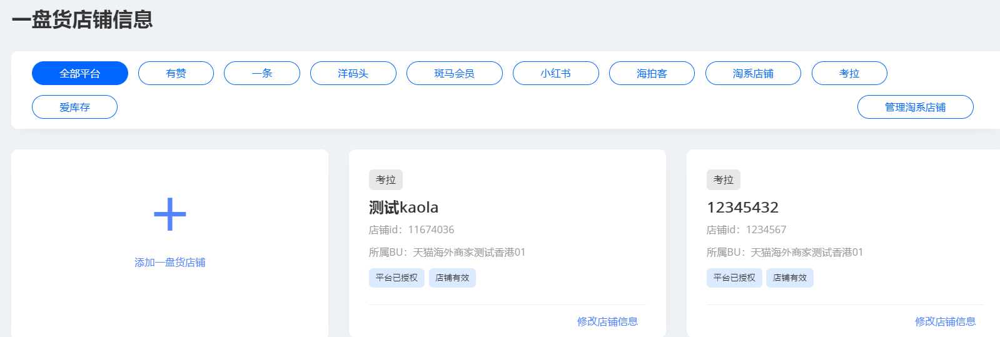 一盘货店铺信息
全部平台 有赞 一条 洋码头 斑马会员 小红书 海拍客 淘系店铺 考拉
爱库存 管理淘系店铺
添加一盘货店铺
考拉
测试kaola
店铺id：11674036
所属BU：天猫海外商家测试香港01
平台已授权 店铺有效
修改店铺信息
考拉
12345432
店铺id：1234567
所属BU：天猫海外商家测试香港01
平台已授权 店铺有效
修改店铺信息